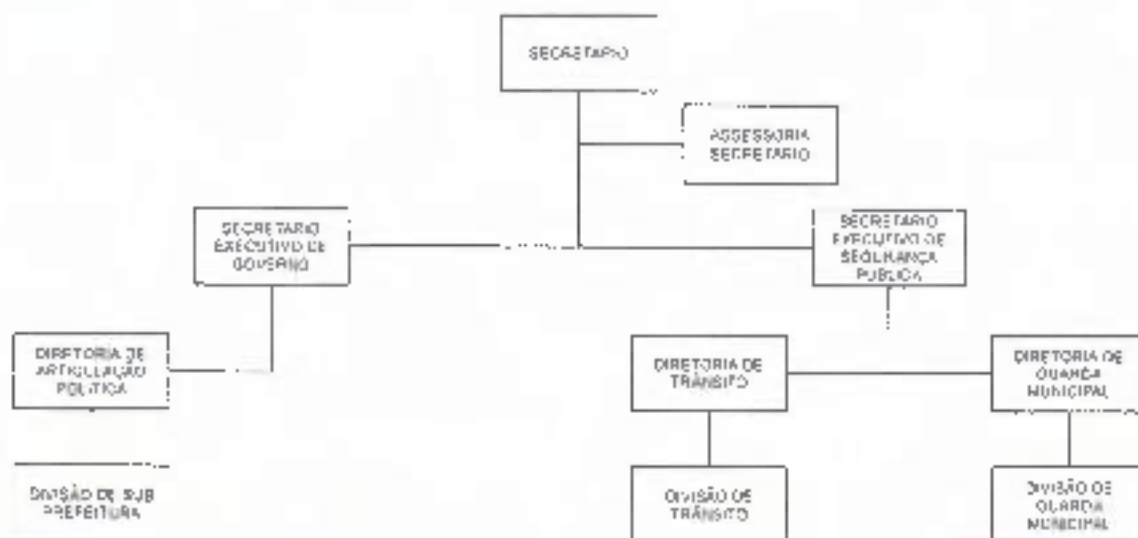 SECRETARIO
ASSESSORIA
SECRETARIO
SECRETARIO
EXECUTIVO DE
GOVERNO
SECRETARIO
EXECUTIVO DE
SEGURANÇA
PUBLICA
DIRETORIA DE
ARTICULAÇÃO
POLITICA
DIRETORIA DE
TRÂNSITO
DIRETORIA DE
GUARDA
MUNICIPAL
DIVISÃO DE SUB
PREFEITURA
DIVISÃO DE
TRÂNSITO
DIVISÃO DE
GUARDA
MUNICIPAL